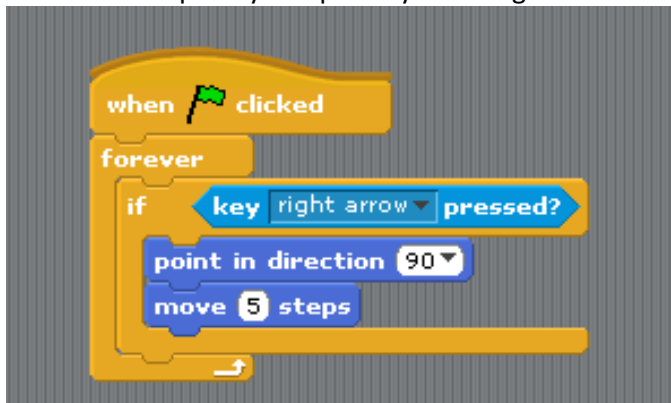 when clicked
forever
if key right arrow pressed?
point in direction 90
move 5 steps